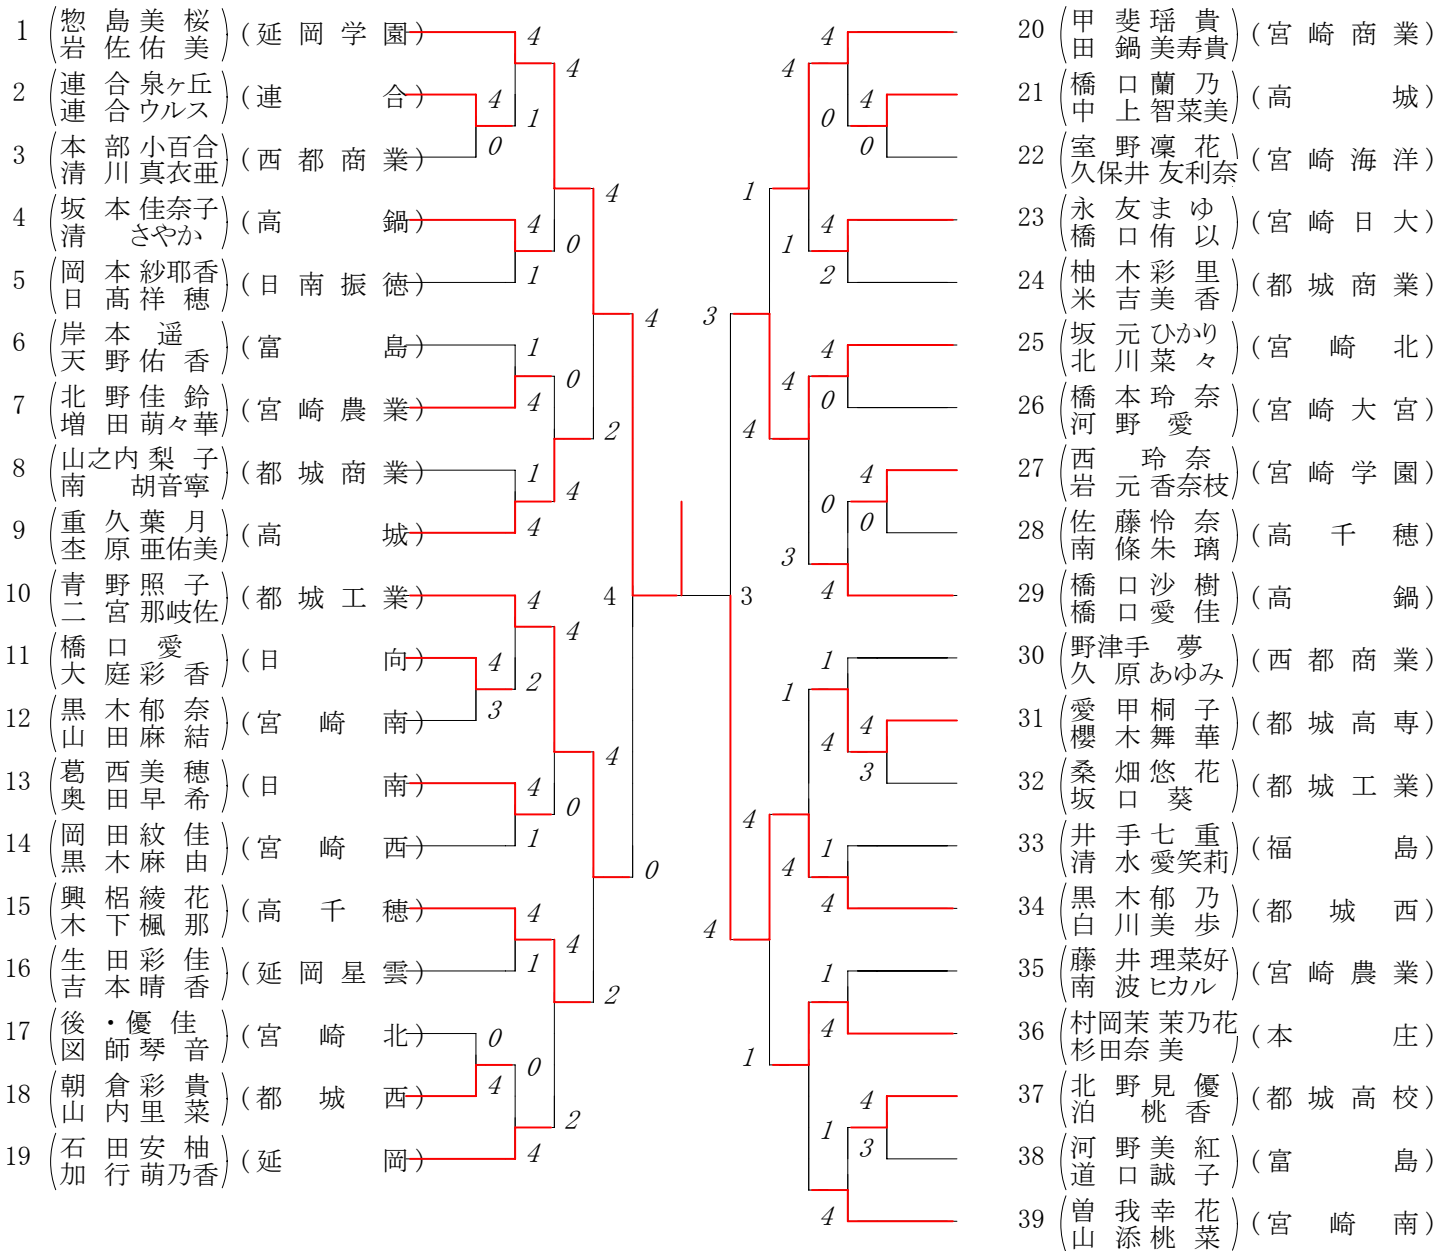 1 惣島美桜 岩佐佑美 (延岡学園)
2 連合泉ヶ丘 連合ウルス (連合)
3 本部小百合 清川真衣亜 (西都商業)
4 坂本佳奈子 清さやか (高鍋)
5 岡本紗耶香 日髙祥穂 (日南振徳)
6 岸本遥 天野佑香 (富島)
7 北野佳鈴 増田萌々華 (宮崎農業)
8 山之内梨子 南胡音寧 (都城商業)
9 重久葉月 杢原亜佑美 (高城)
10 青野照子 二宮那岐佐 (都城工業)
11 橋口愛 大庭彩香 (日向)
12 黒木郁奈 山田麻結 (宮崎南)
13 葛西美穂 奥田早希 (日南)
14 岡田紋佳 黒木麻由 (宮崎西)
15 興梠綾花 木下楓那 (高千穂)
16 生田彩佳 吉本晴香 (延岡星雲)
17 後・優佳 図師琴音 (宮崎北)
18 朝倉彩貴 山内里菜 (都城西)
19 石田安柚 加行萌乃香 (延岡)
4
4
4
1
0
4
4
0
1
4
1
0
4
2
1
4
4
4
4
4
2
3
4
4
0
1
0
4
4
1
2
0
0
4
2
4
4
3
20 甲斐瑶貴 田鍋美寿貴 (宮崎商業)
21 橋口蘭乃 中上智菜美 (高城)
22 室野凜花 久保井友利奈 (宮崎海洋)
23 永友まゆ 橋口侑以 (宮崎日大)
24 柚木彩里 米吉美香 (都城商業)
25 坂元ひかり 北川菜々 (宮崎北)
26 橋本玲奈 河野愛 (宮崎大宮)
27 西玲奈 岩元香奈枝 (宮崎学園)
28 佐藤怜奈 南條朱璃 (高千穂)
29 橋口沙樹 橋口愛佳 (高鍋)
30 野津手夢 久原あゆみ (西都商業)
31 愛甲桐子 櫻木舞華 (都城高専)
32 桑畑悠花 坂口葵 (都城工業)
33 井手七重 清水愛笑莉 (福島)
34 黒木郁乃 白川美歩 (都城西)
35 藤井理菜好 南波ヒカル (宮崎農業)
36 村岡茉茉乃花 杉田奈美 (本庄)
37 北野見優 泊桃香 (都城高校)
38 河野美紅 道口誠子 (富島)
39 曽我幸花 山添桃菜 (宮崎南)
4
4
4
0
0
1
4
1
2
3
4
4
0
4
4
0
0
3
4
1
1
4
4
3
4
1
4
4
4
1
4
1
4
1
3
4